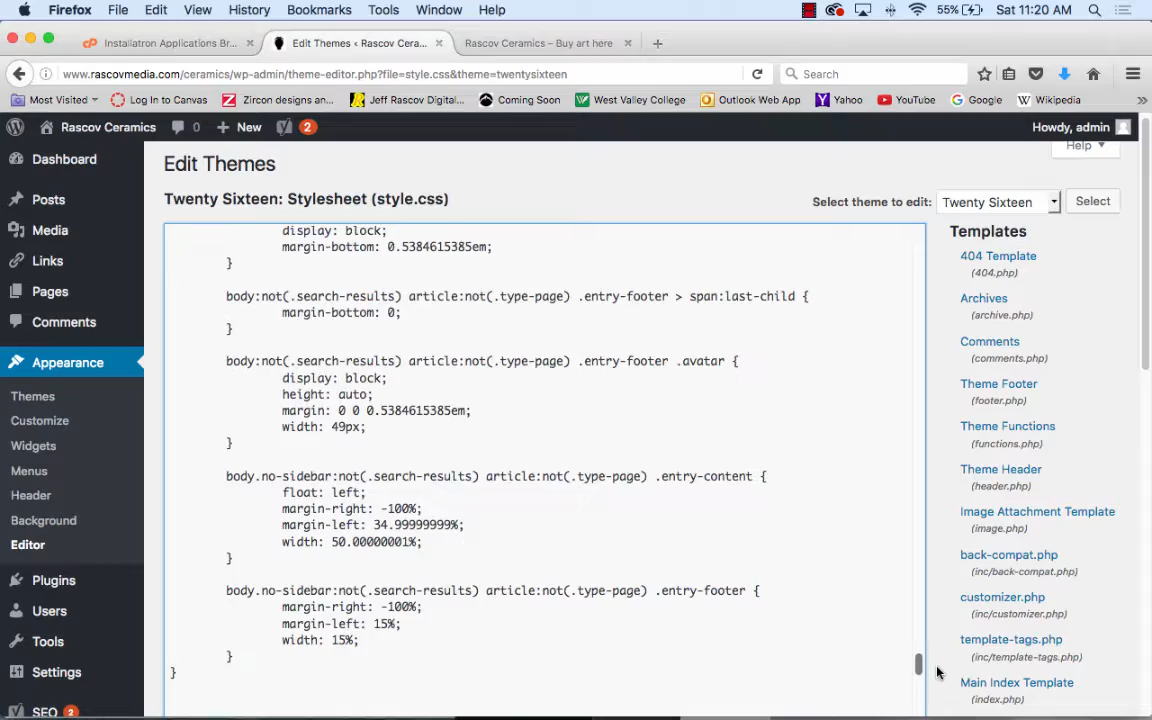 Firefox File Edit View History Bookmarks Tools Window Help 55% Sat 11:20 AM
Installatron Applications Br... × Edit Themes ‹ Rascov Cera... × Rascov Ceramics – Buy art here × +
www.rascovmedia.com/ceramics/wp-admin/theme-editor.php?file=style.css&theme=twentysixteen Search
Most Visited Log In to Canvas Zircon designs an... Jeff Rascov Digital... Coming Soon West Valley College Outlook Web App Yahoo YouTube Google Wikipedia
Rascov Ceramics 0 + New 2 Howdy, admin
Help
Dashboard
Posts
Media
Links
Pages
Comments
Appearance
Themes
Customize
Widgets
Menus
Header
Background
Editor
Plugins
Users
Tools
Settings
SEO 2
Edit Themes
Twenty Sixteen: Stylesheet (style.css)
Select theme to edit: Twenty Sixteen Select
display: block;
margin-bottom: 0.5384615385em;
}
body:not(.search-results) article:not(.type-page) .entry-footer > span:last-child {
margin-bottom: 0;
}
body:not(.search-results) article:not(.type-page) .entry-footer .avatar {
display: block;
height: auto;
margin: 0 0 0.5384615385em;
width: 49px;
}
body.no-sidebar:not(.search-results) article:not(.type-page) .entry-content {
float: left;
margin-right: -100%;
margin-left: 34.99999999%;
width: 50.00000001%;
}
body.no-sidebar:not(.search-results) article:not(.type-page) .entry-footer {
margin-right: -100%;
margin-left: 15%;
width: 15%;
}
}
Templates
404 Template
(404.php)
Archives
(archive.php)
Comments
(comments.php)
Theme Footer
(footer.php)
Theme Functions
(functions.php)
Theme Header
(header.php)
Image Attachment Template
(image.php)
back-compat.php
(inc/back-compat.php)
customizer.php
(inc/customizer.php)
template-tags.php
(inc/template-tags.php)
Main Index Template
(index.php)